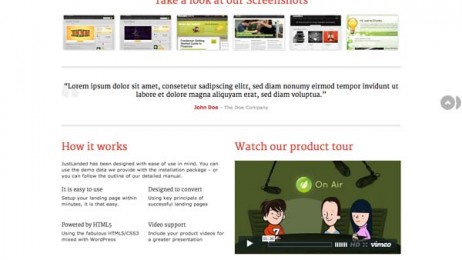 Take a look at our Screenshots
"Lorem ipsum dolor sit amet, consetetur sadipscing elitr, sed diam nonumy eirmod tempor invidunt ut
labore et dolore magna aliquyam erat, sed diam voluptua."
John Doe - The Doe Company
How it works
JustLanded has been designed with ease of use in mind. You can
use the demo data we provide with the installation package – or
you can follow the outline of our detailed manual.
It is easy to use
Setup your landing page within
minutes, it is that easy.
Designed to convert
Using key principals of
successful landing pages
Powered by HTML5
Using the fabulous HTML5/CSS3
mixed with WordPress
Video support
Include your product videos for
a greater presentation
Watch our product tour
On Air
HD
vimeo